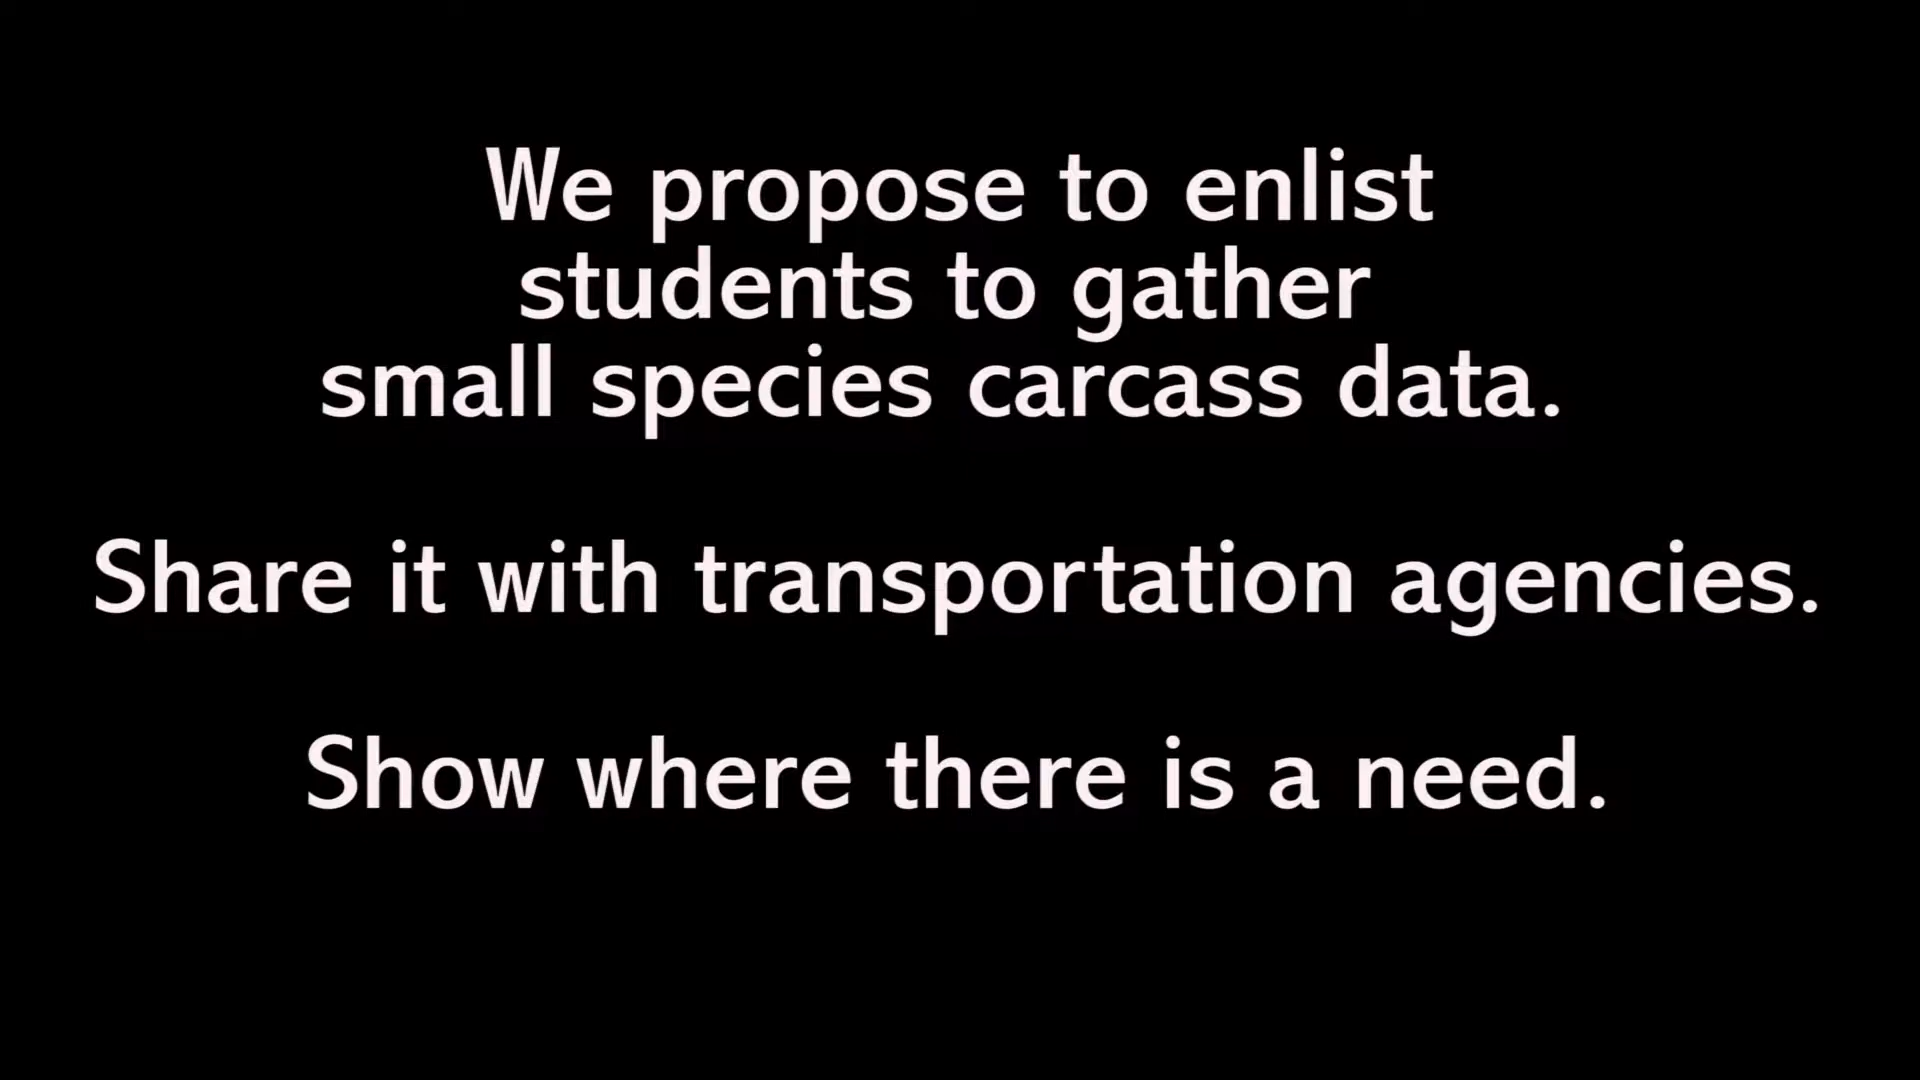 We propose to enlist
students to gather
small species carcass data.
Share it with transportation agencies.
Show where there is a need.